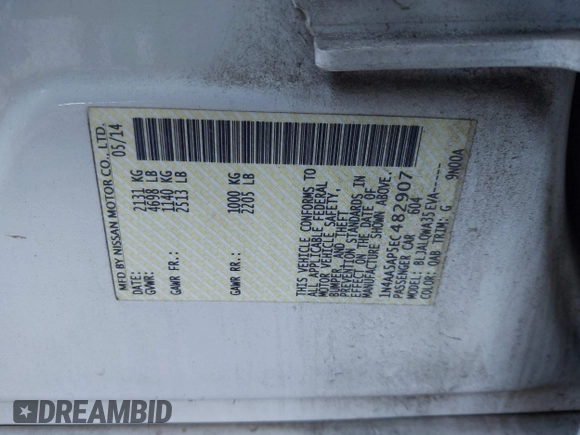 MFD BY NISSAN MOTOR CO., LTD.
DATE: 05/14
GVWR: 2131 KG
4698 LB
GAWR FR.: 1140 KG
2513 LB
GAWR RR.: 1000 KG
2205 LB
THIS VEHICLE CONFORMS TO
ALL APPLICABLE FEDERAL
MOTOR VEHICLE SAFETY,
BUMPER, AND THEFT
PREVENTION STANDARDS IN
EFFECT ON THE DATE OF
MANUFACTURE SHOWN ABOVE.
1N4AA5AP5EC482907
PASSENGER CAR 604
MODEL: BLJALOWA35EVA-----
COLOR: QAB TRIM: G 9N00A
DREAMBID